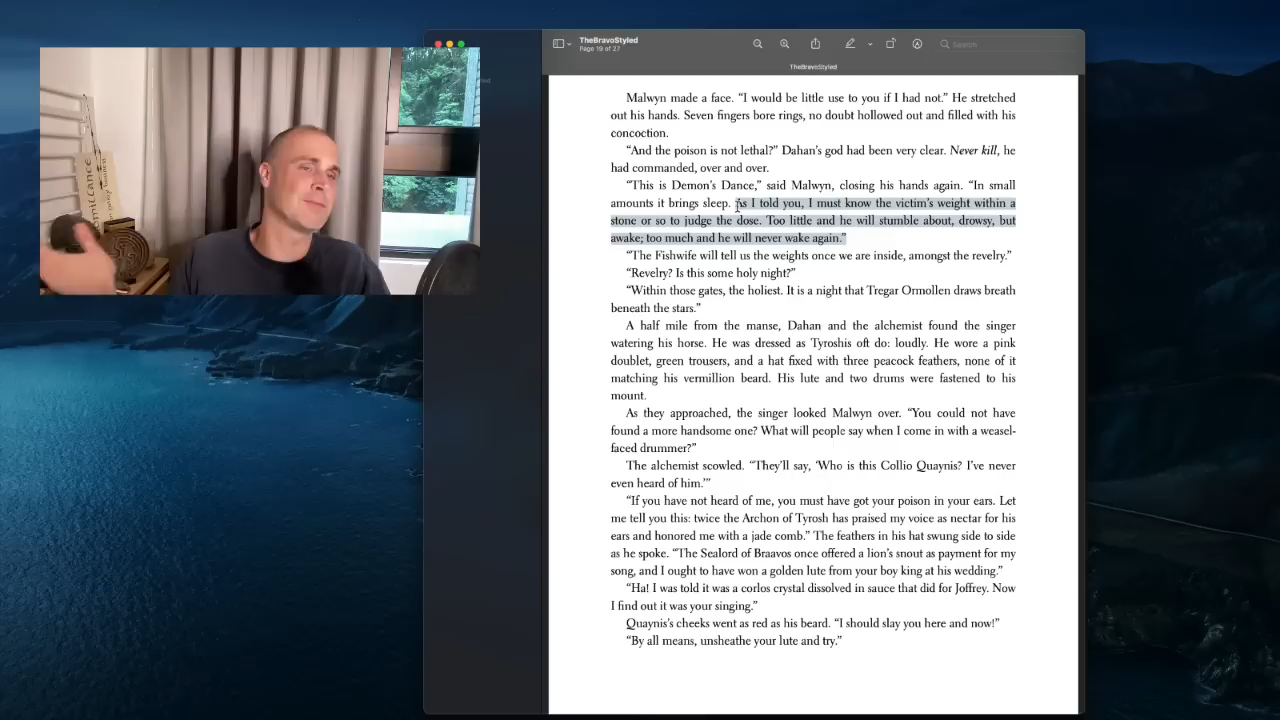 TheBravoStyled
Page 19 of 27
Search
TheBravoStyled
Malwyn made a face. “I would be little use to you if I had not.” He stretched
out his hands. Seven fingers bore rings, no doubt hollowed out and filled with his
concoction.
“And the poison is not lethal?” Dahan’s god had been very clear. Never kill, he
had commanded, over and over.
“This is Demon’s Dance,” said Malwyn, closing his hands again. “In small
amounts it brings sleep. As I told you, I must know the victim’s weight within a
stone or so to judge the dose. Too little and he will stumble about, drowsy, but
awake; too much and he will never wake again.”
“The Fishwife will tell us the weights once we are inside, amongst the revelry.”
“Revelry? Is this some holy night?”
“Within those gates, the holiest. It is a night that Tregar Ormollen draws breath
beneath the stars.”
A half mile from the manse, Dahan and the alchemist found the singer
watering his horse. He was dressed as Tyroshis oft do: loudly. He wore a pink
doublet, green trousers, and a hat fixed with three peacock feathers, none of it
matching his vermillion beard. His lute and two drums were fastened to his
mount.
As they approached, the singer looked Malwyn over. “You could not have
found a more handsome one? What will people say when I come in with a weasel-
faced drummer?”
The alchemist scowled. “They’ll say, ‘Who is this Collio Quaynis? I’ve never
even heard of him.’”
“If you have not heard of me, you must have got your poison in your ears. Let
me tell you this: twice the Archon of Tyrosh has praised my voice as nectar for his
ears and honored me with a jade comb.” The feathers in his hat swung side to side
as he spoke. “The Sealord of Braavos once offered a lion’s snout as payment for my
song, and I ought to have won a golden lute from your boy king at his wedding.”
“Ha! I was told it was a corlos crystal dissolved in sauce that did for Joffrey. Now
I find out it was your singing.”
Quaynis’s cheeks went as red as his beard. “I should slay you here and now!”
“By all means, unsheathe your lute and try.”